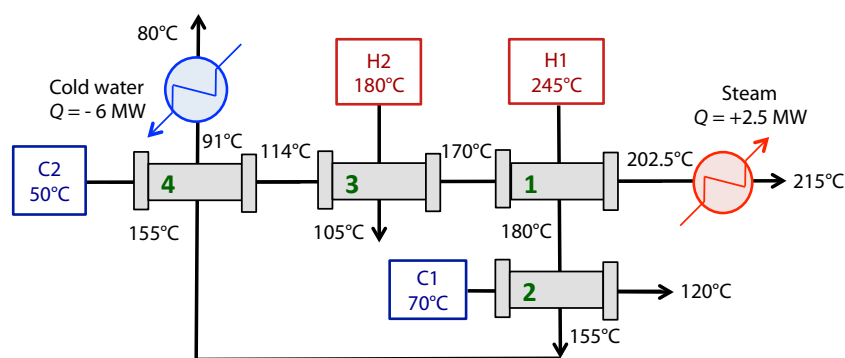 80°C
H2
180°C
H1
245°C
Cold water
Q = - 6 MW
Steam
Q = +2.5 MW
91°C
114°C
170°C
202.5°C
C2
50°C
4
3
1
215°C
155°C
105°C
180°C
C1
70°C
2
120°C
155°C